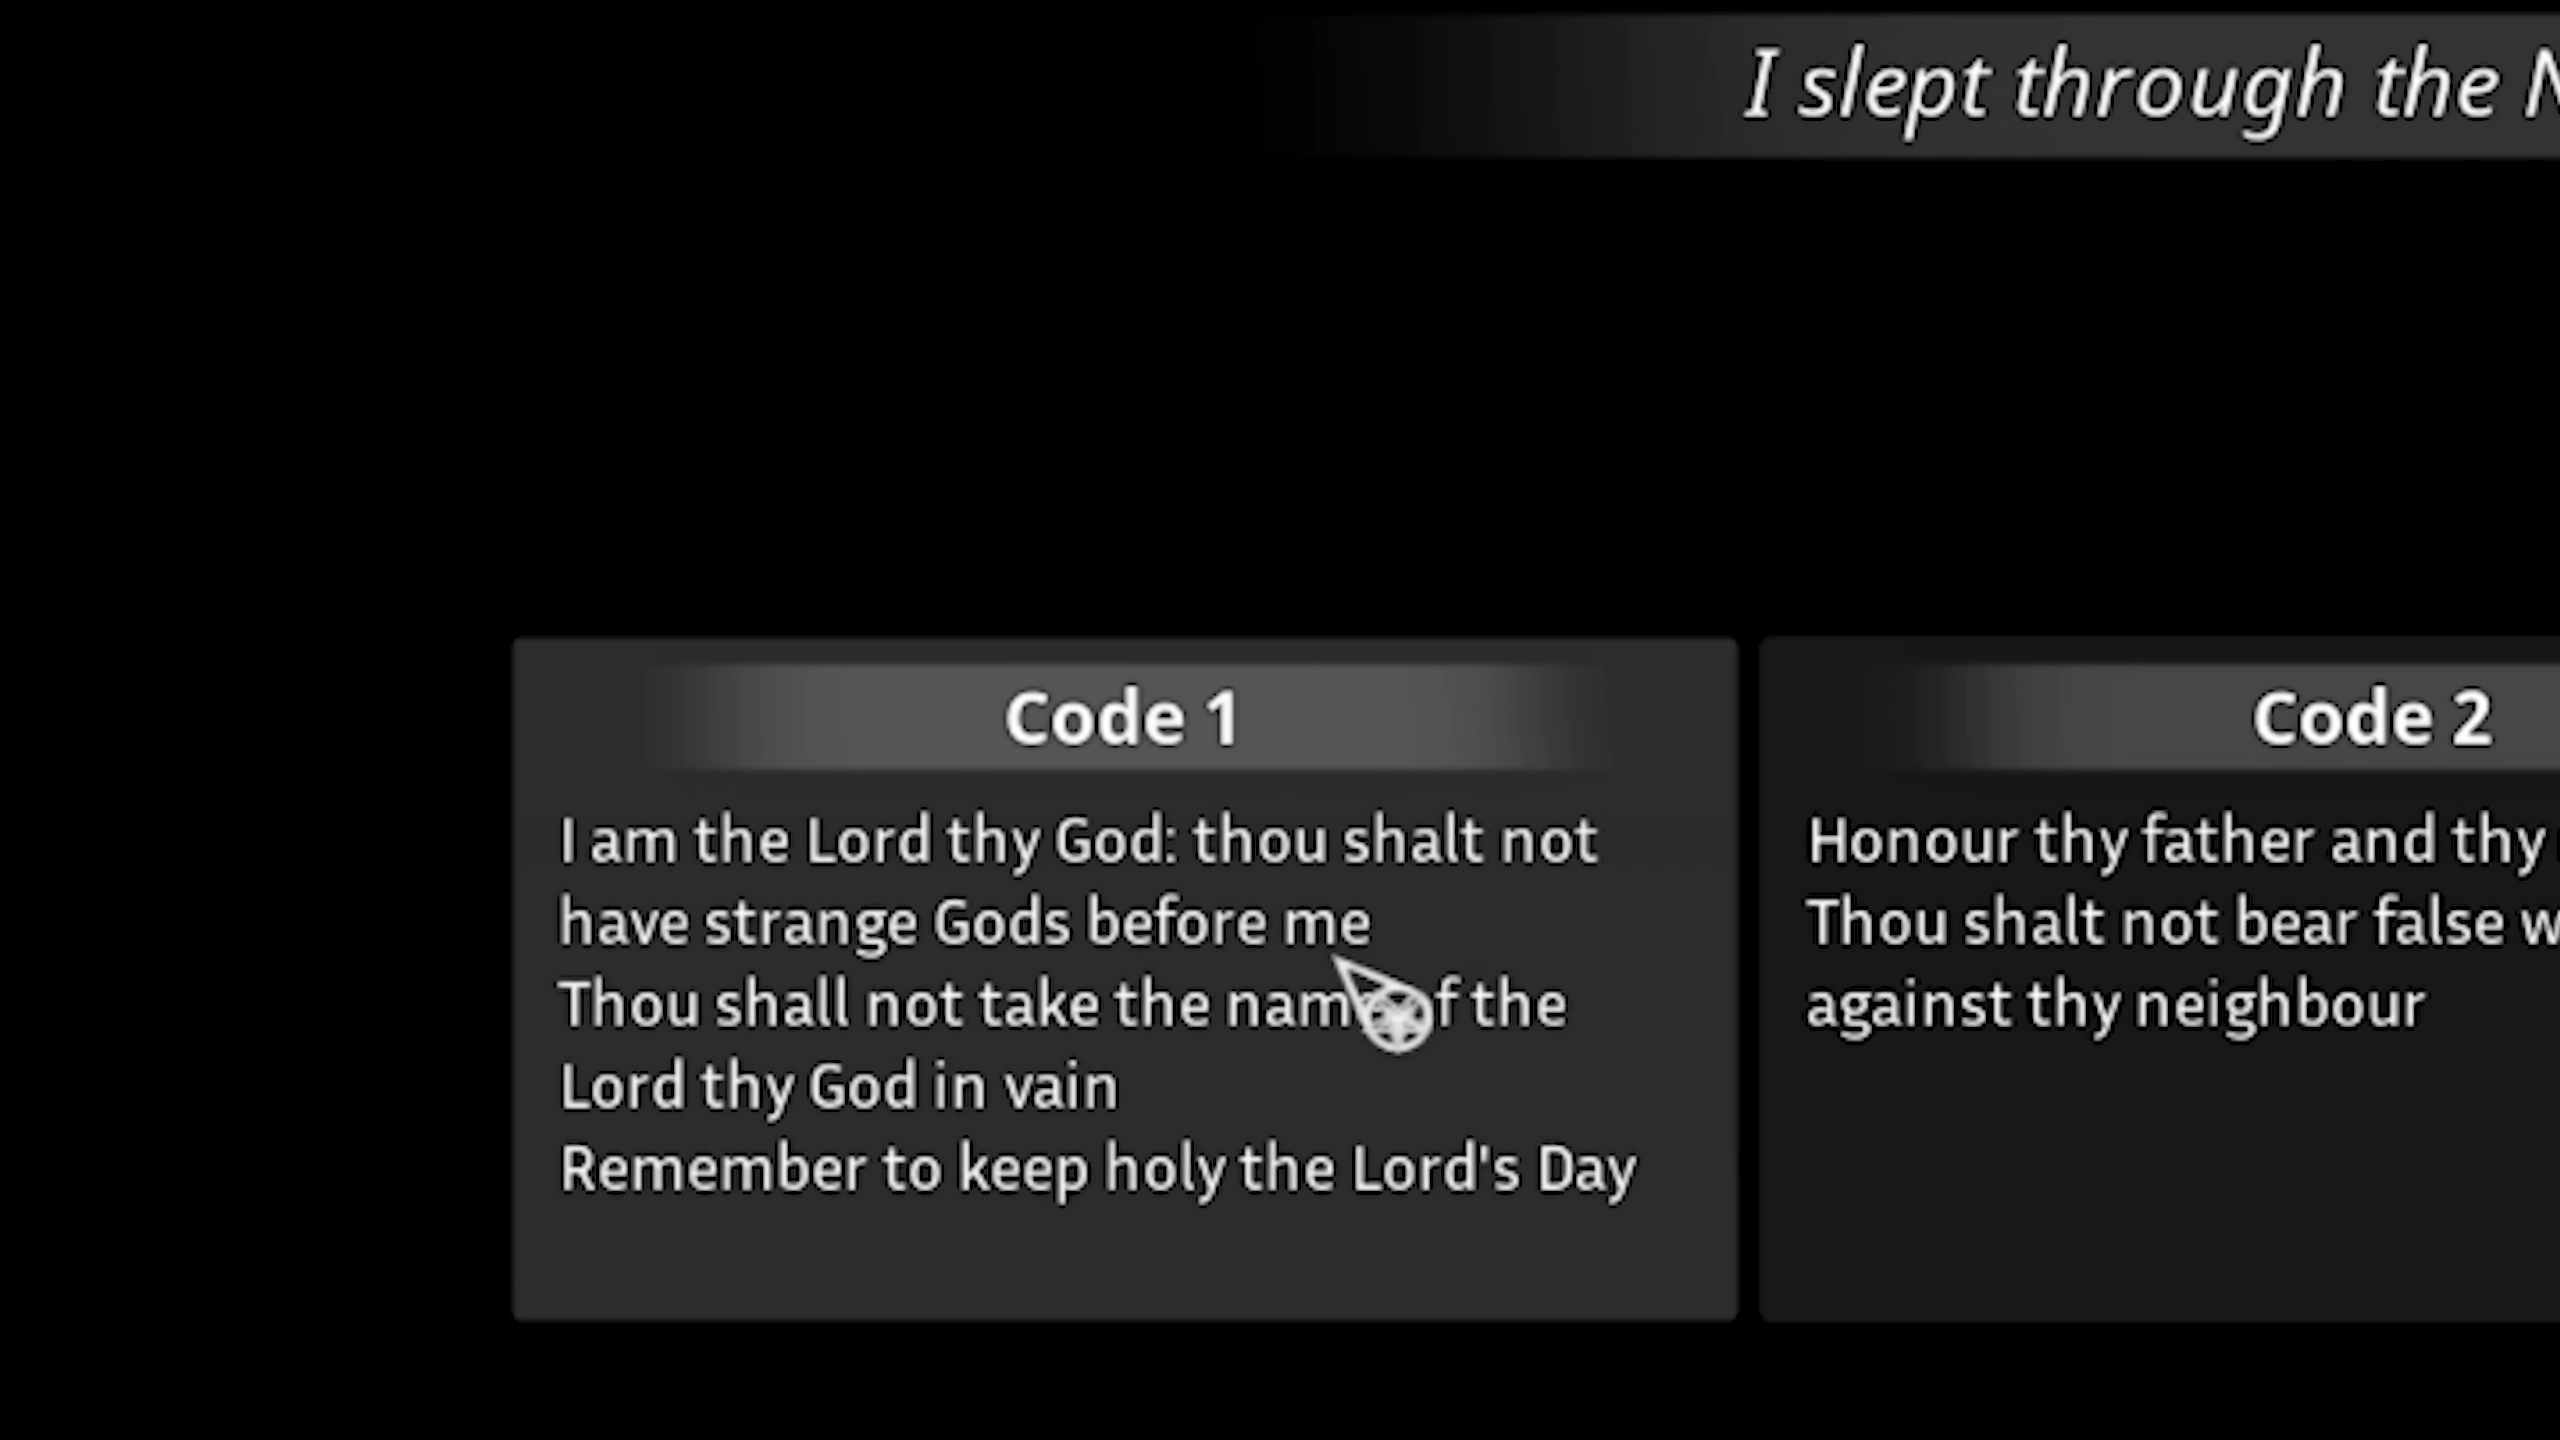 I slept through the
Code 1
I am the Lord thy God: thou shalt not
have strange Gods before me
Thou shall not take the the
Lord thy God in vain
Remember to keep holy the Lord's Day
Code 2
Honour thy father and thy
Thou shalt not bear false
against thy neighbour